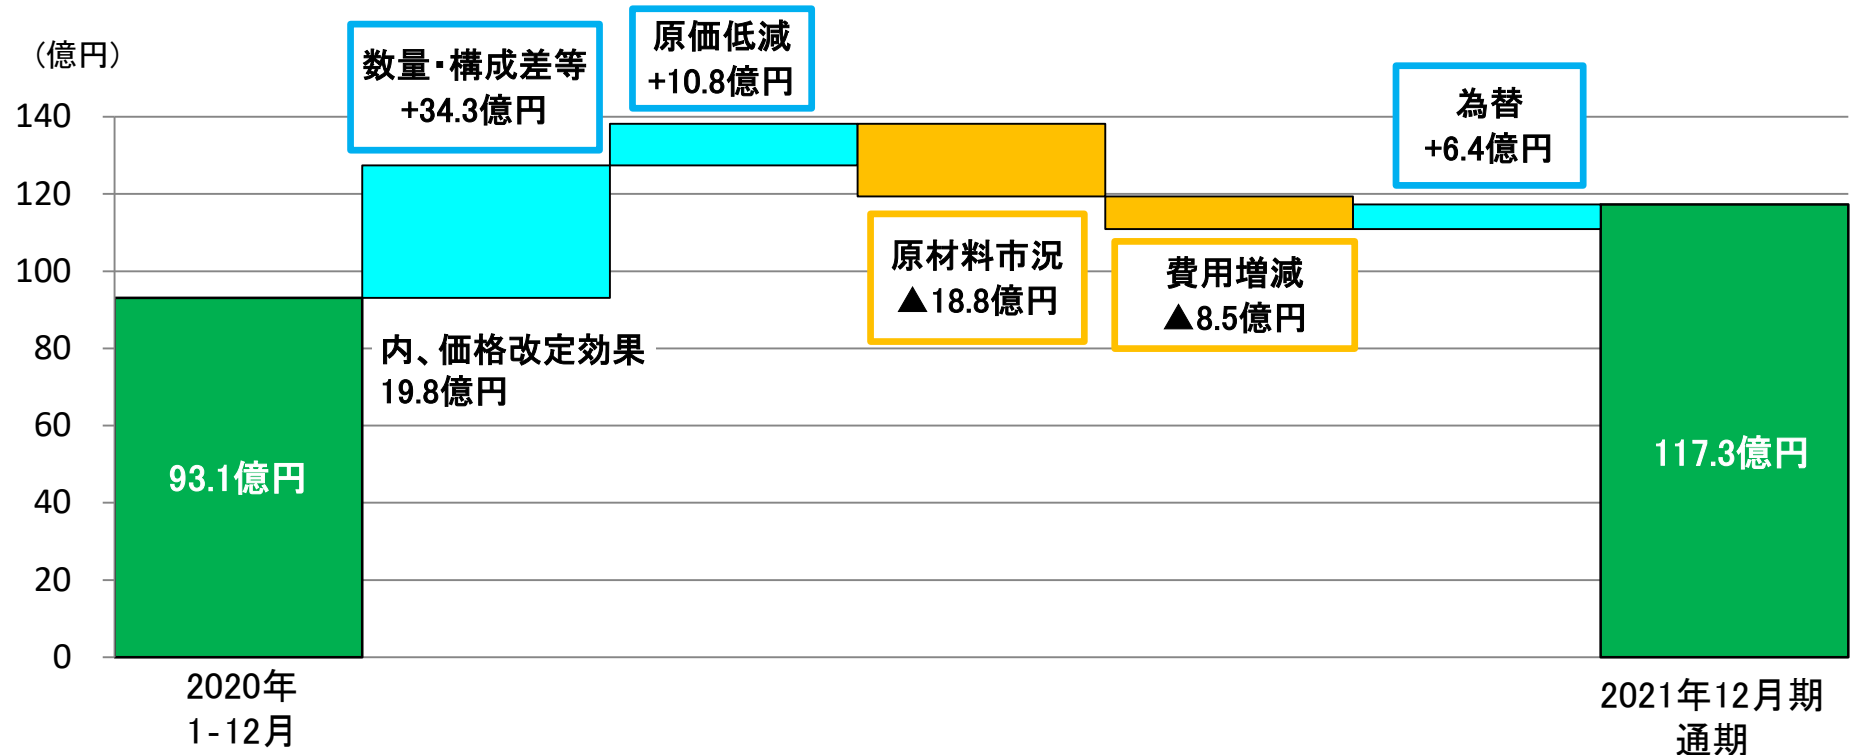 （億円）
数量・構成差等
+34.3億円
原価低減
+10.8億円
為替
+6.4億円
140
120
100
80
60
40
20
0
原材料市況
▲18.8億円
費用増減
▲8.5億円
内、価格改定効果
19.8億円
93.1億円
117.3億円
2020年
1-12月
2021年12月期
通期